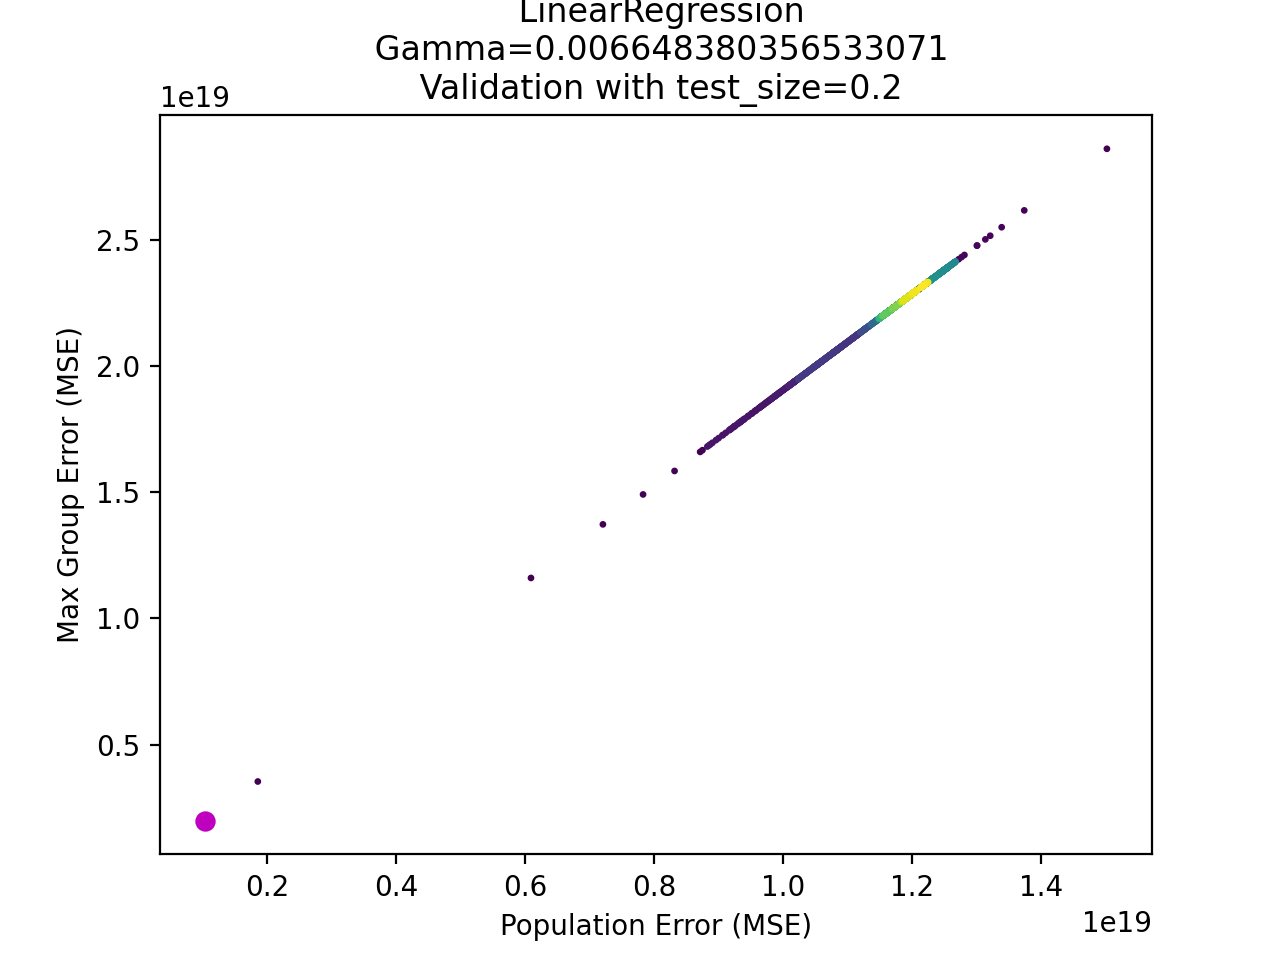 LinearRegression
Gamma=0.006648380356533071
Validation with test_size=0.2
1e19
2.5
2.0
1.5
1.0
0.5
Max Group Error (MSE)
0.2 0.4 0.6 0.8 1.0 1.2 1.4
Population Error (MSE)
1e19